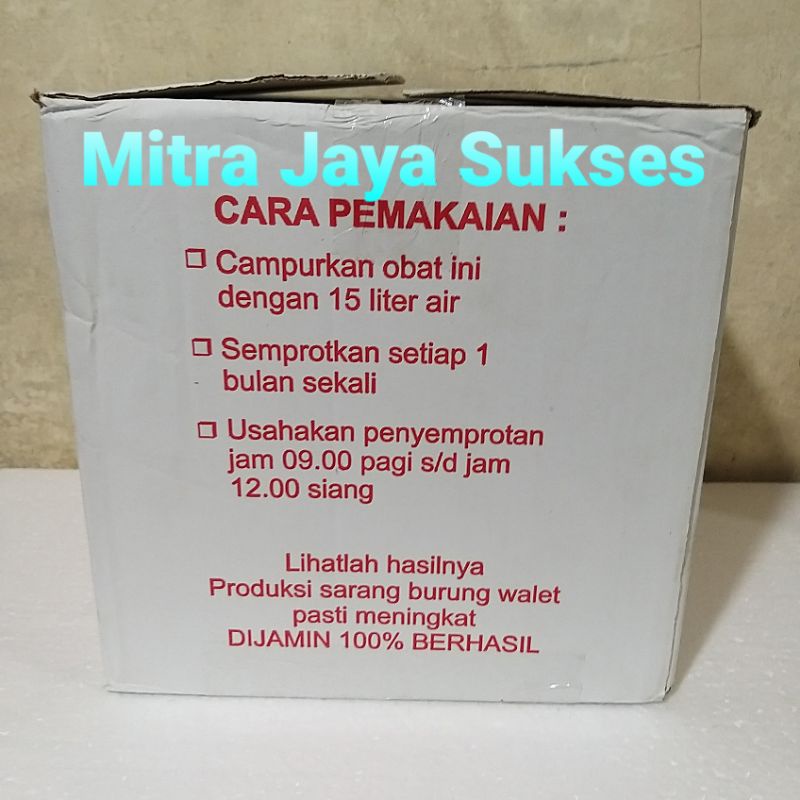 Mitra Jaya Sukses
CARA PEMAKAIAN :
Campurkan obat ini
dengan 15 liter air
Semprotkan setiap 1
bulan sekali
Usahakan penyemprotan
jam 09.00 pagi s/d jam
12.00 siang
Lihatlah hasilnya
Produksi sarang burung walet
pasti meningkat
DIJAMIN 100% BERHASIL